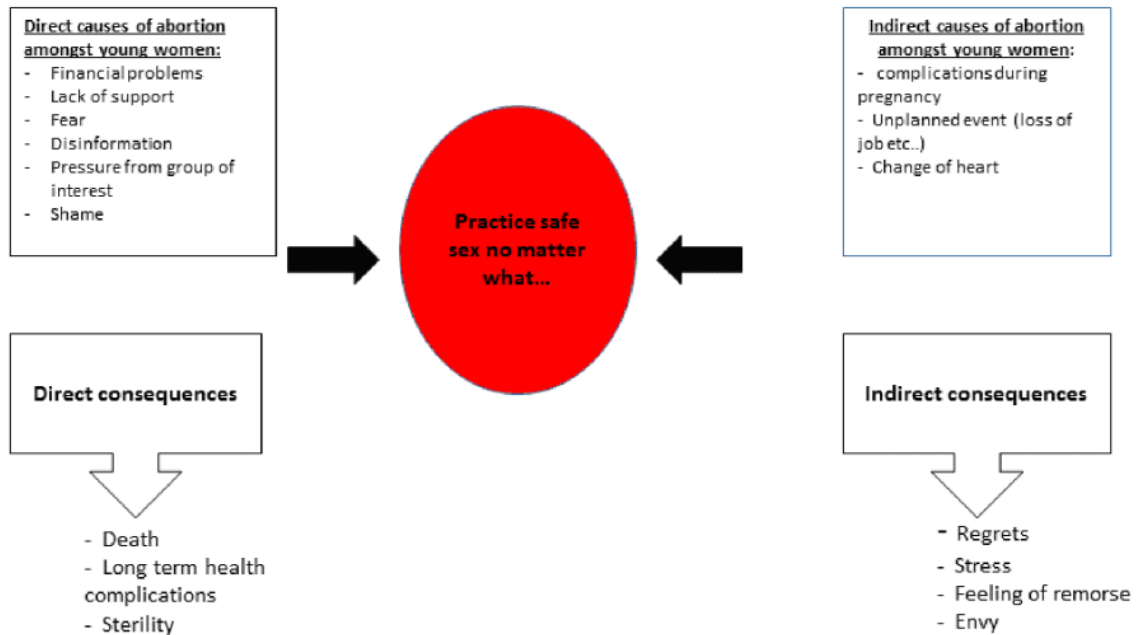 Direct causes of abortion
amongst young women:
- Financial problems
- Lack of support
- Fear
- Disinformation
- Pressure from group of
interest
- Shame
Practice safe
sex no matter
what...
Indirect causes of abortion
amongst young women:
- complications during
pregnancy
- Unplanned event (loss of
job etc..)
- Change of heart
Direct consequences
- Death
- Long term health
complications
- Sterility
Indirect consequences
- Regrets
- Stress
- Feeling of remorse
- Envy